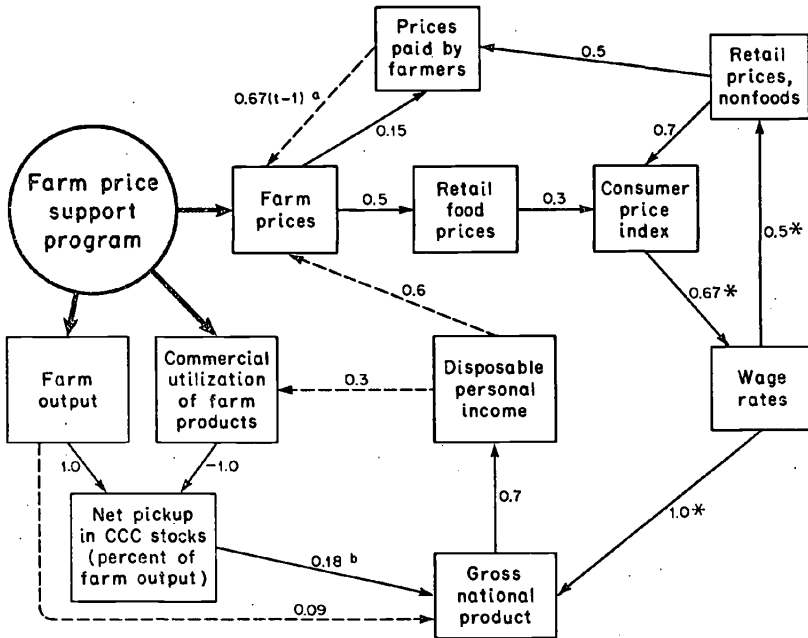 Prices
paid by
farmers
0.5
Retail
prices,
nonfoods
0.67(t-1) a
0.15
0.7
Farm price
support
program
Farm
prices
0.5
Retail
food
prices
0.3
Consumer
price
index
0.5*
0.6
0.67*
Farm
output
Commercial
utilization
of farm
products
0.3
Disposable
personal
income
Wage
rates
1.0
-1.0
Net pickup
in CCC stocks
(percent of
farm output)
0.7
1.0*
0.18 b
Gross
national
product
0.09